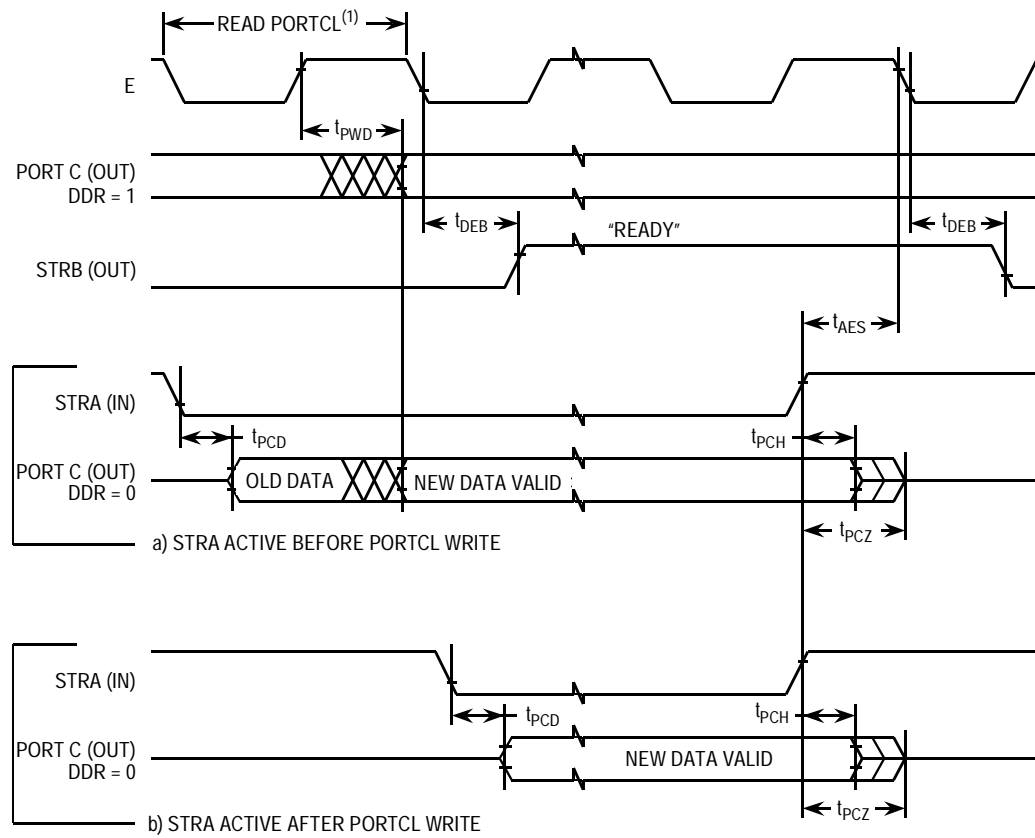 READ PORTCL(1)
E
tPWD
PORT C (OUT)
DDR = 1
tDEB
"READY"
tDEB
STRB (OUT)
tAES
STRA (IN)
tPCD
tPCH
PORT C (OUT)
DDR = 0
OLD DATA
NEW DATA VALID
tPCZ
a) STRA ACTIVE BEFORE PORTCL WRITE
STRA (IN)
tPCD
tPCH
PORT C (OUT)
DDR = 0
NEW DATA VALID
tPCZ
b) STRA ACTIVE AFTER PORTCL WRITE